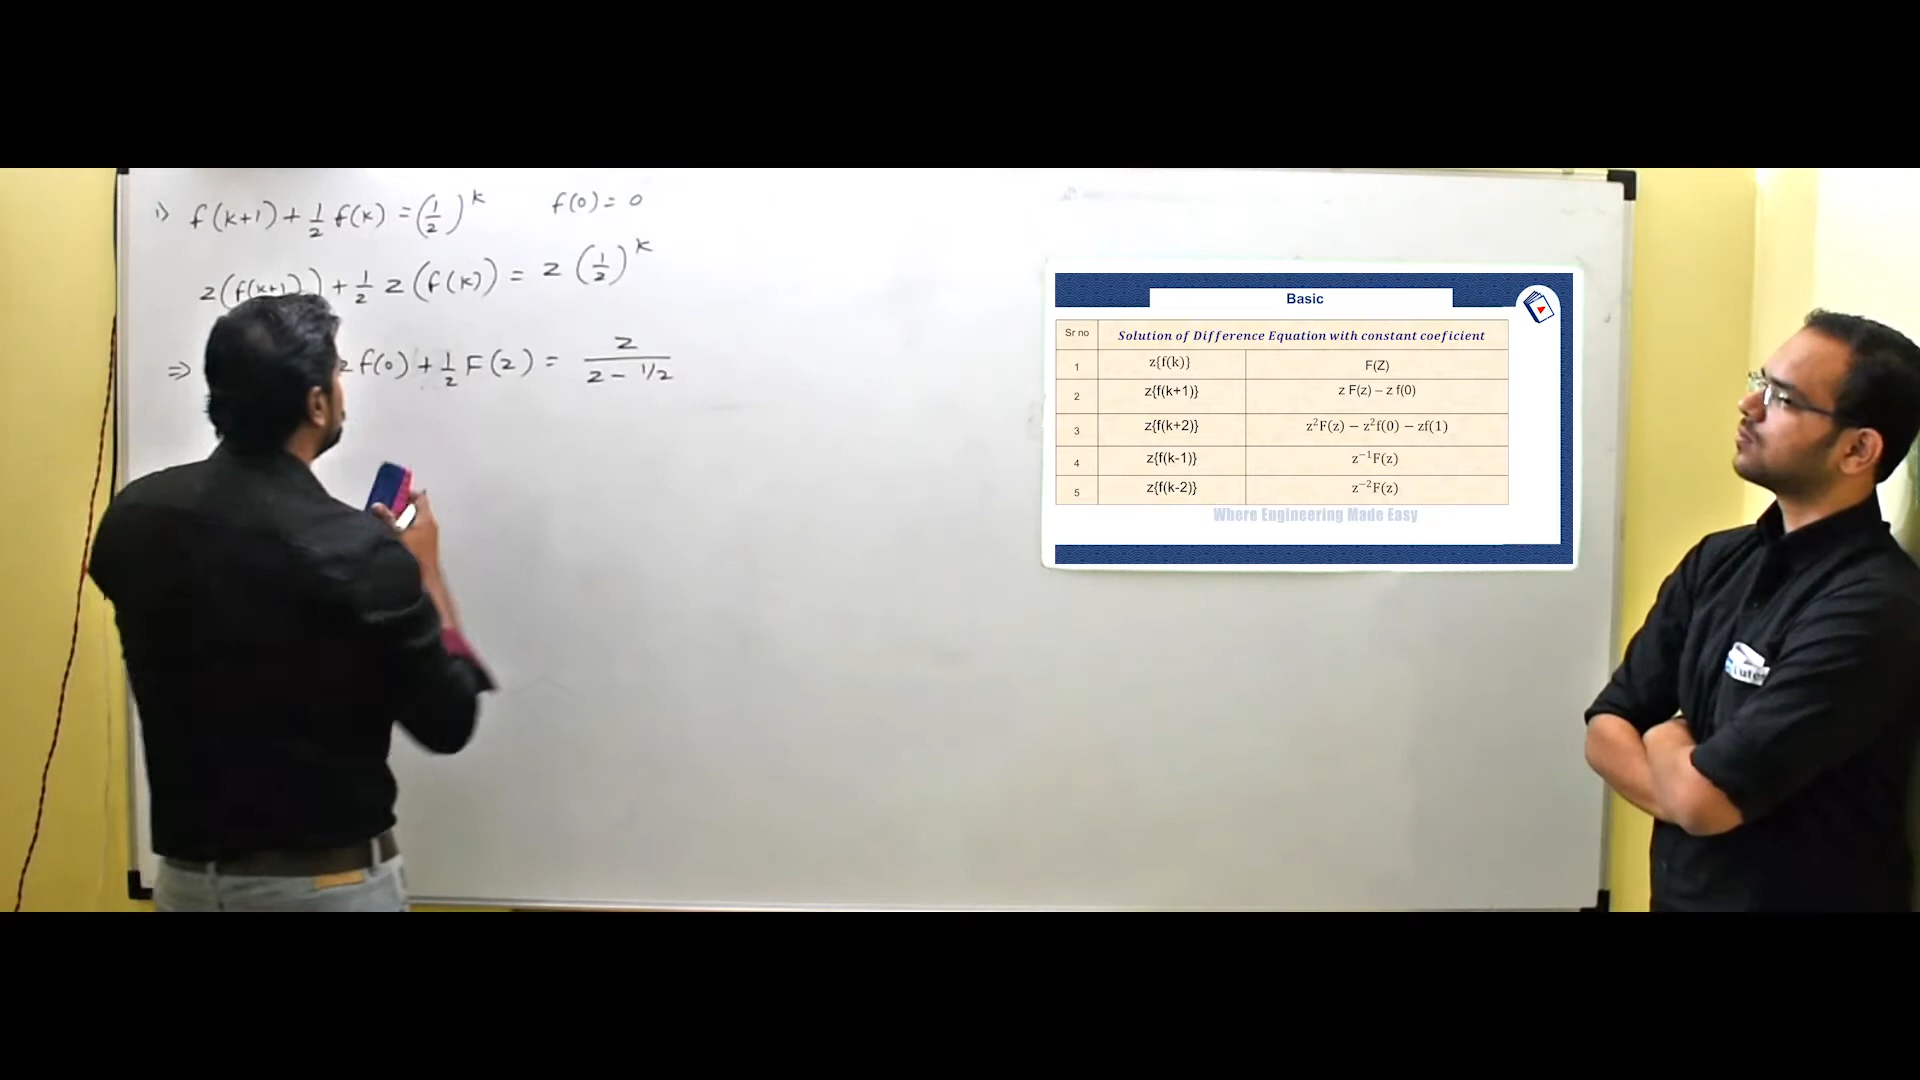 1) f(k+1) + 1/2 f(k) = (1/2)^k f(0) = 0
z(f(k+1)) + 1/2 z(f(k)) = z(1/2)^k
⇒ z f(0) + 1/2 F(z) = z/(z - 1/2)
Basic
Sr no Solution of Difference Equation with constant coeficient
1 z{f(k)} F(Z)
2 z{f(k+1)} z F(z) – z f(0)
3 z{f(k+2)} z²F(z) − z²f(0) − zf(1)
4 z{f(k-1)} z⁻¹F(z)
5 z{f(k-2)} z⁻²F(z)
Where Engineering Made Easy